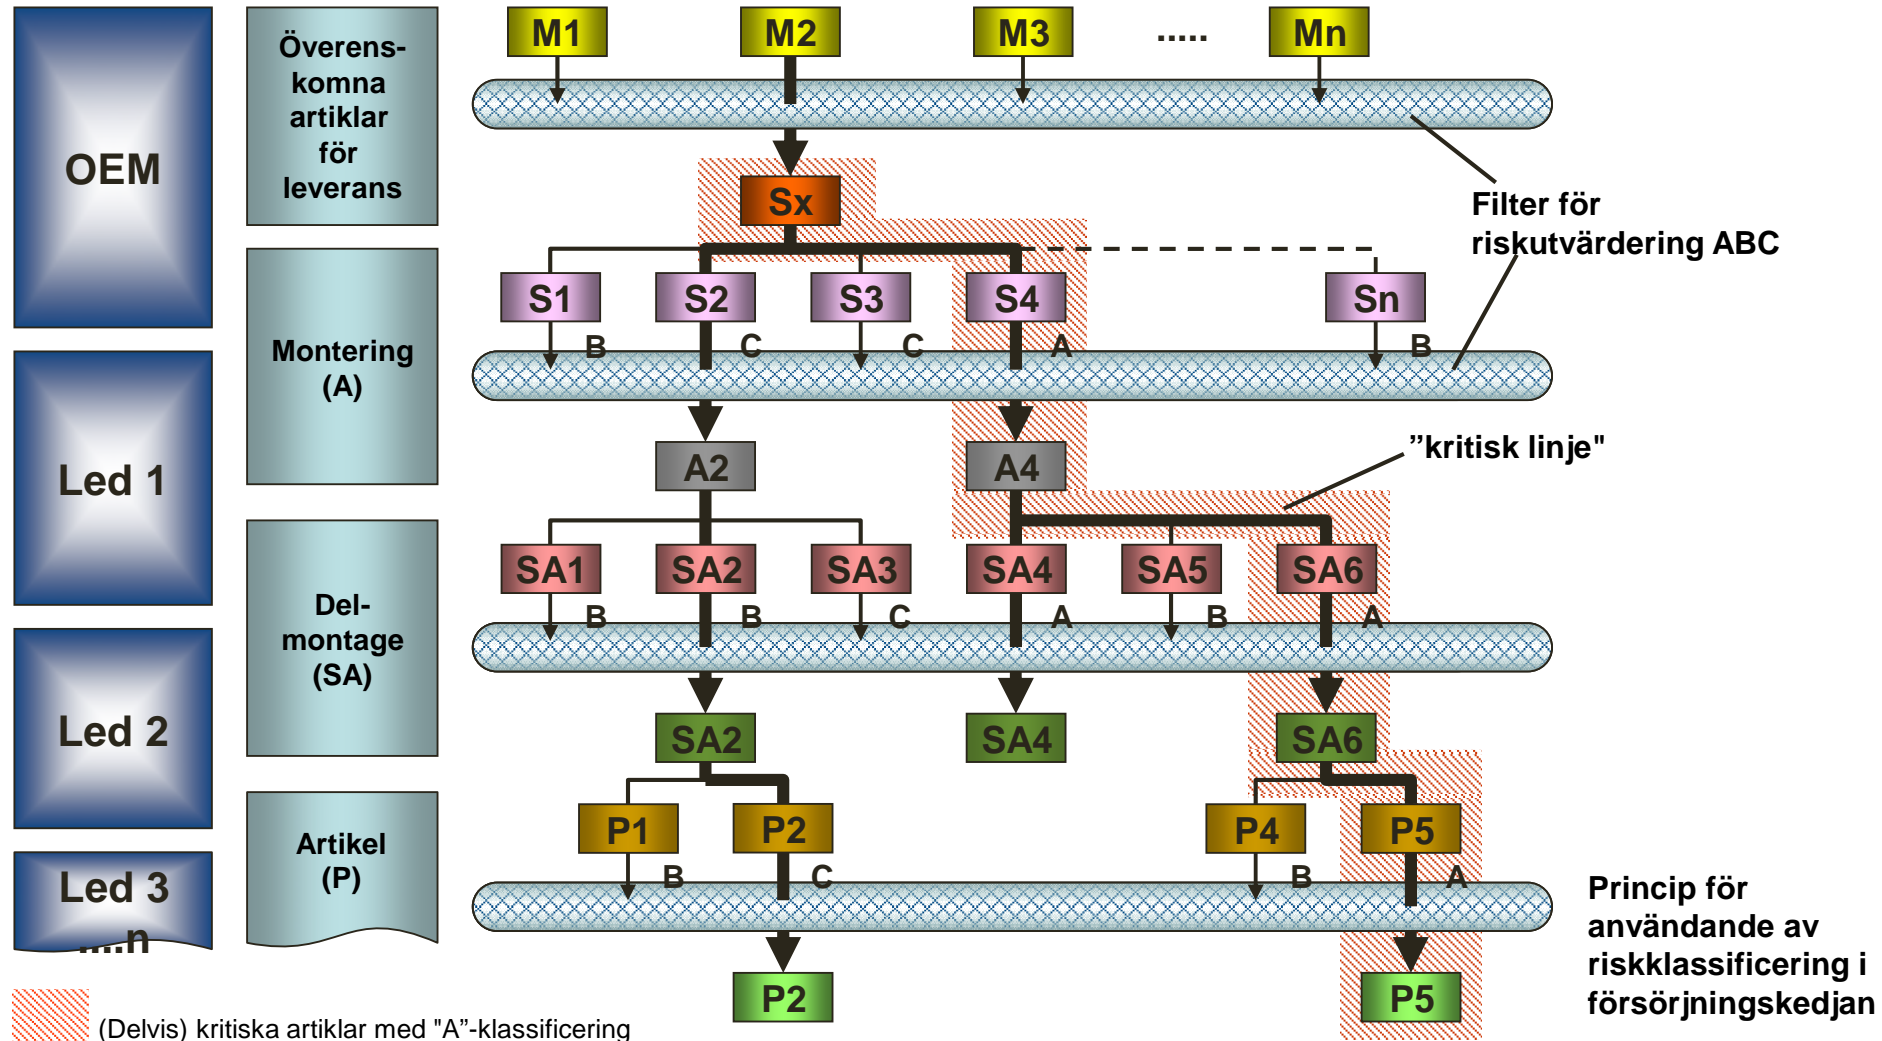 OEM
Led 1
Led 2
Led 3
....n
Överens-
komna
artiklar
för
leverans
Montering
(A)
Del-
montage
(SA)
Artikel
(P)
M1 M2 M3 ..... Mn
Sx
Filter för
riskutvärdering ABC
S1 S2 S3 S4 Sn
B C C A B
A2 A4
”kritisk linje"
SA1 SA2 SA3 SA4 SA5 SA6
B B C A B A
SA2 SA4 SA6
P1 P2 P4 P5
B C B A
P2 P5
Princip för
användande av
riskklassificering i
försörjningskedjan
(Delvis) kritiska artiklar med "A”-klassificering